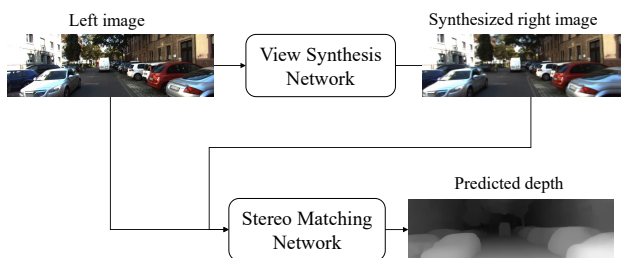 Left image
Synthesized right image
View Synthesis
Network
Predicted depth
Stereo Matching
Network